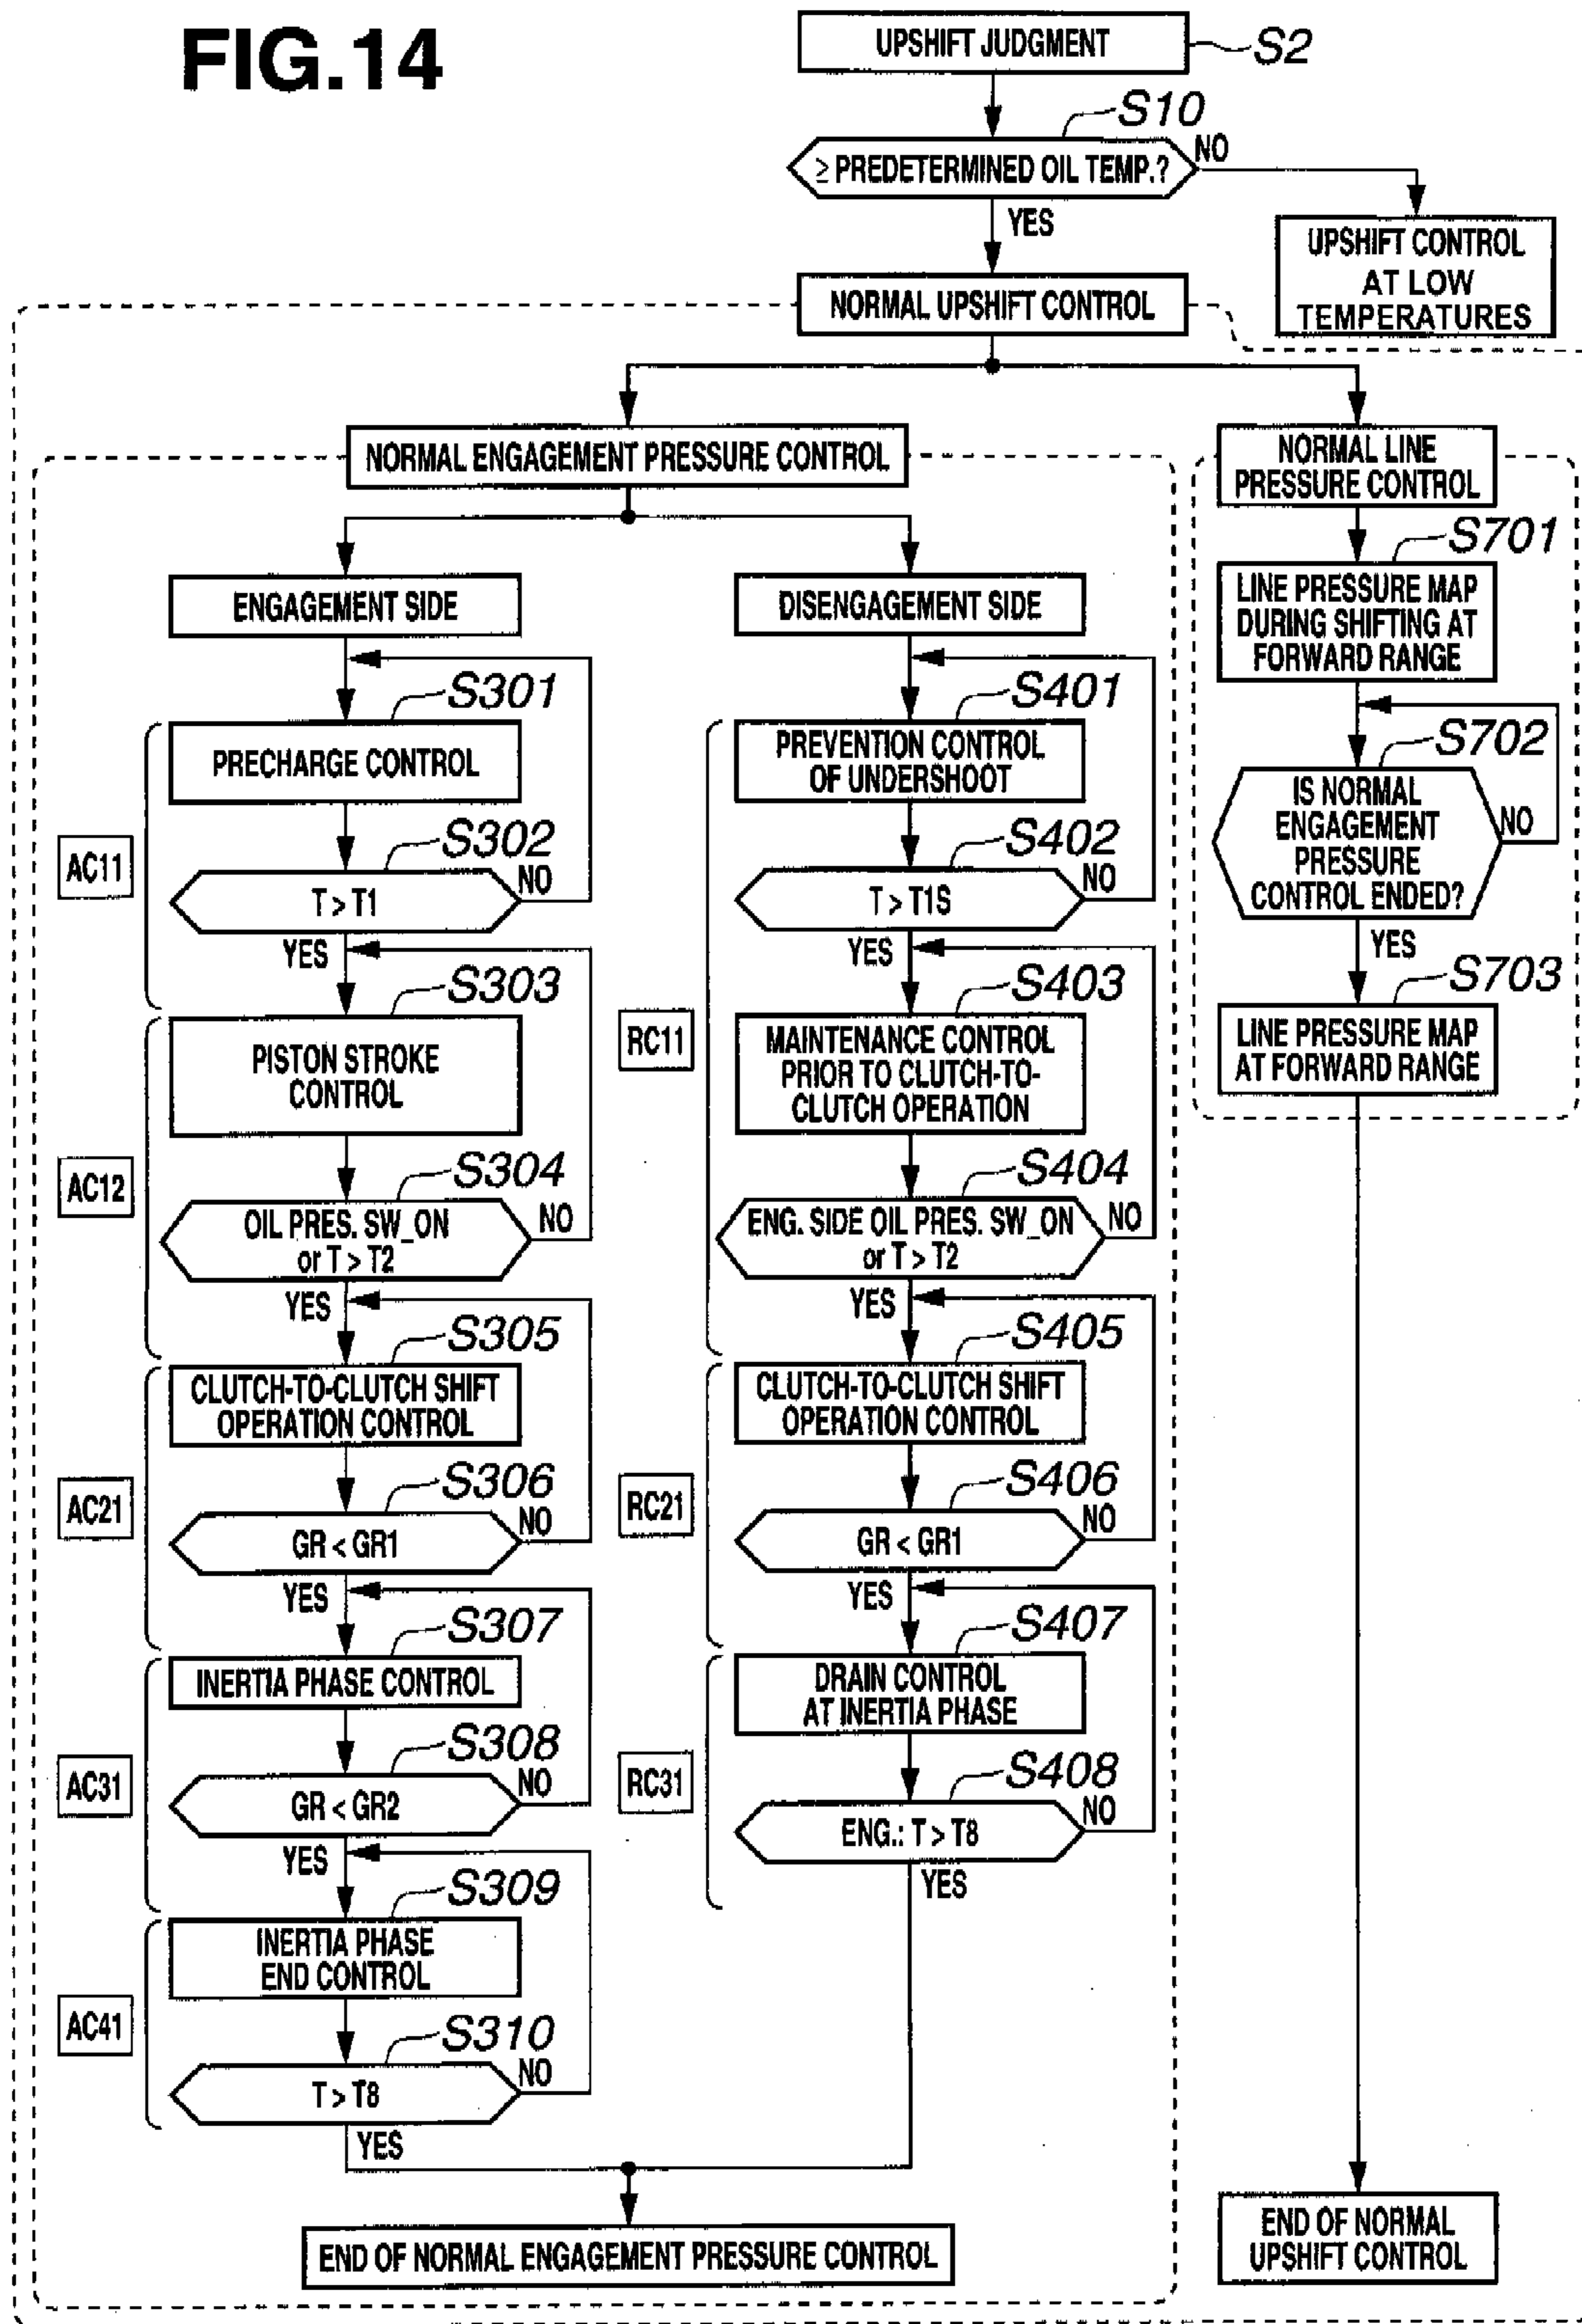 FIG.14
UPSHIFT JUDGMENT
S2
S10
≥ PREDETERMINED OIL TEMP.?
NO
YES
UPSHIFT CONTROL
AT LOW
TEMPERATURES
NORMAL UPSHIFT CONTROL
NORMAL ENGAGEMENT PRESSURE CONTROL
ENGAGEMENT SIDE
S301
PRECHARGE CONTROL
S302
T > T1
NO
YES
AC11
S303
PISTON STROKE
CONTROL
S304
OIL PRES. SW_ON
or T > T2
NO
YES
AC12
S305
CLUTCH-TO-CLUTCH SHIFT
OPERATION CONTROL
S306
GR < GR1
NO
YES
AC21
S307
INERTIA PHASE CONTROL
S308
GR < GR2
NO
YES
AC31
S309
INERTIA PHASE
END CONTROL
S310
T > T8
NO
YES
AC41
DISENGAGEMENT SIDE
S401
PREVENTION CONTROL
OF UNDERSHOOT
S402
T > T1S
NO
YES
S403
MAINTENANCE CONTROL
PRIOR TO CLUTCH-TO-
CLUTCH OPERATION
RC11
S404
ENG. SIDE OIL PRES. SW_ON
or T > T2
NO
YES
S405
CLUTCH-TO-CLUTCH SHIFT
OPERATION CONTROL
S406
GR < GR1
NO
YES
RC21
S407
DRAIN CONTROL
AT INERTIA PHASE
S408
ENG.: T > T8
NO
YES
RC31
END OF NORMAL ENGAGEMENT PRESSURE CONTROL
NORMAL LINE
PRESSURE CONTROL
S701
LINE PRESSURE MAP
DURING SHIFTING AT
FORWARD RANGE
S702
IS NORMAL
ENGAGEMENT
PRESSURE
CONTROL ENDED?
NO
YES
S703
LINE PRESSURE MAP
AT FORWARD RANGE
END OF NORMAL
UPSHIFT CONTROL